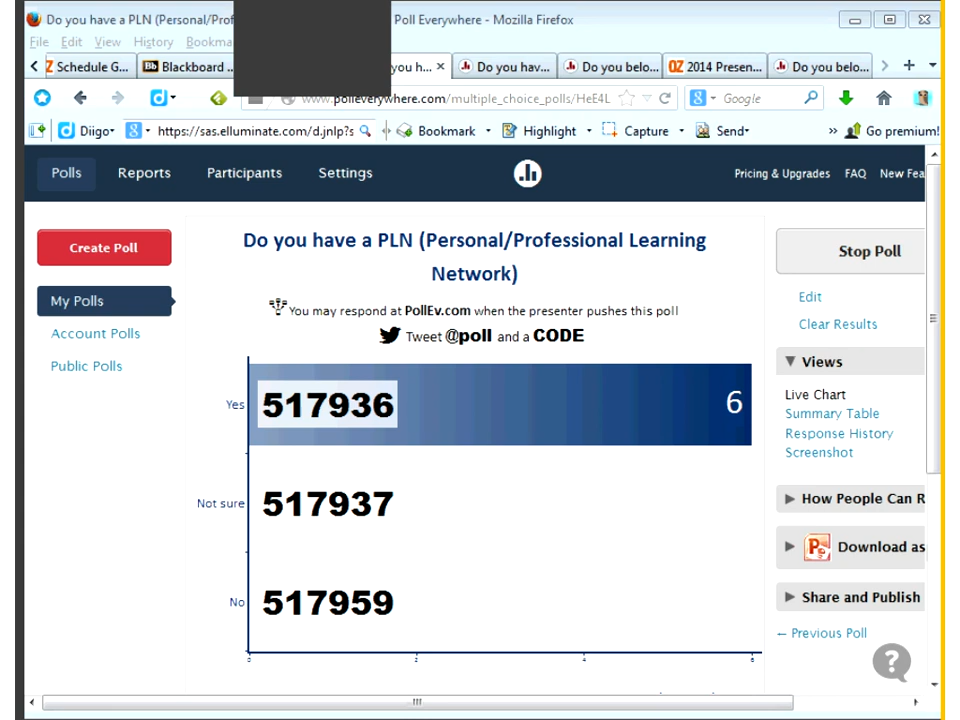 Do you have a PLN (Personal/Prof Poll Everywhere - Mozilla Firefox
File Edit View History Bookma
Z Schedule G... Bb Blackboard ... you h... × Do you hav... Do you belo... OZ 2014 Presen... Do you belo...
www.polleverywhere.com/multiple_choice_polls/HeE4L Google
Diigo https://sas.elluminate.com/d.jnlp?s Bookmark Highlight Capture Send Go premium!
Polls Reports Participants Settings Pricing & Upgrades FAQ New Fea
Create Poll
My Polls
Account Polls
Public Polls
Do you have a PLN (Personal/Professional Learning
Network)
You may respond at PollEv.com when the presenter pushes this poll
Tweet @poll and a CODE
Yes 517936 6
Not sure 517937
No 517959
0 2 4 6
Stop Poll
Edit
Clear Results
Views
Live Chart
Summary Table
Response History
Screenshot
How People Can R
Download as
Share and Publish
← Previous Poll
?